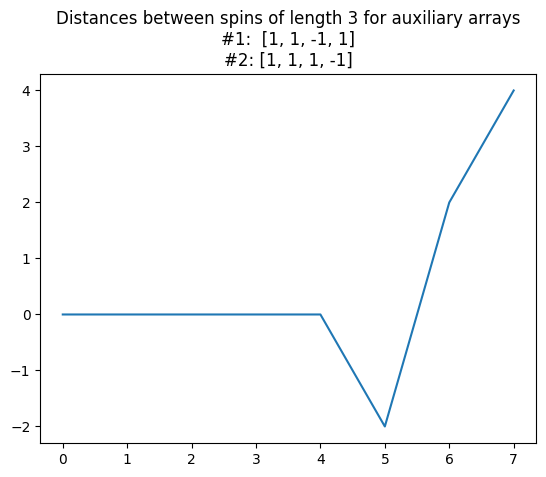 Distances between spins of length 3 for auxiliary arrays
#1:  [1, 1, -1, 1]
#2: [1, 1, 1, -1]
4
3
2
1
0
−1
−2
0 1 2 3 4 5 6 7